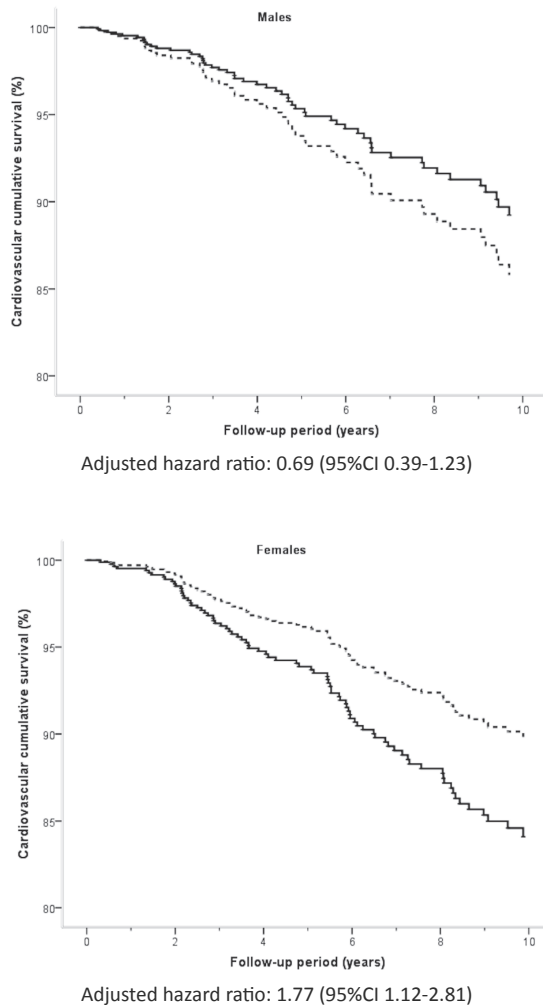 Males
100
95
90
85
80
Cardiovascular cumulative survival (%)
0 2 4 6 8 10
Follow-up period (years)
Adjusted hazard ratio: 0.69 (95%CI 0.39-1.23)
Females
100
95
90
85
80
Cardiovascular cumulative survival (%)
0 2 4 6 8 10
Follow-up period (years)
Adjusted hazard ratio: 1.77 (95%CI 1.12-2.81)